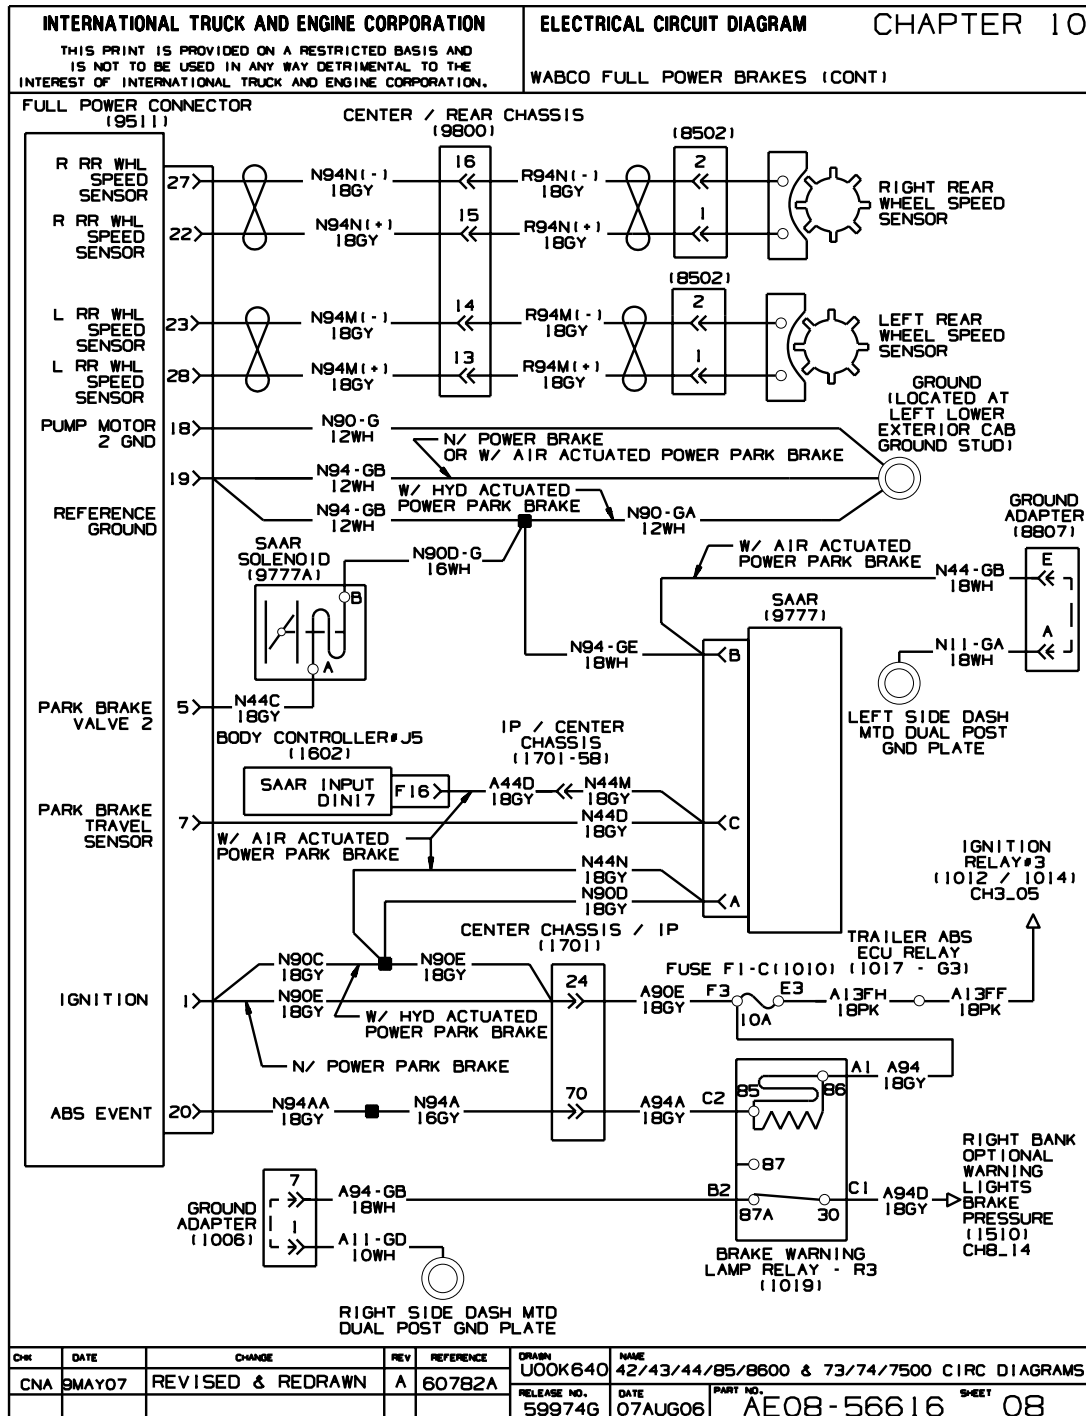 INTERNATIONAL TRUCK AND ENGINE CORPORATION
THIS PRINT IS PROVIDED ON A RESTRICTED BASIS AND
IS NOT TO BE USED IN ANY WAY DETRIMENTAL TO THE
INTEREST OF INTERNATIONAL TRUCK AND ENGINE CORPORATION.
ELECTRICAL CIRCUIT DIAGRAM
CHAPTER 10
WABCO FULL POWER BRAKES (CONT)
FULL POWER CONNECTOR
(9511)
CENTER / REAR CHASSIS
(9800)
(8502)
R RR WHL
SPEED
SENSOR
27
N94N(-)
18GY
16
R94N(-)
18GY
2
RIGHT REAR
WHEEL SPEED
SENSOR
R RR WHL
SPEED
SENSOR
22
N94N(+)
18GY
15
R94N(+)
18GY
1
(8502)
L RR WHL
SPEED
SENSOR
23
N94M(-)
18GY
14
R94M(-)
18GY
2
LEFT REAR
WHEEL SPEED
SENSOR
L RR WHL
SPEED
SENSOR
28
N94M(+)
18GY
13
R94M(+)
18GY
1
GROUND
(LOCATED AT
LEFT LOWER
EXTERIOR CAB
GROUND STUD)
PUMP MOTOR
2 GND
18
N90-G
12WH
N/ POWER BRAKE
OR W/ AIR ACTUATED POWER PARK BRAKE
19
N94-GB
12WH
W/ HYD ACTUATED
POWER PARK BRAKE
REFERENCE
GROUND
N94-GB
12WH
N90-GA
12WH
GROUND
ADAPTER
(8807)
SAAR
SOLENOID
(9777A)
N90D-G
16WH
W/ AIR ACTUATED
POWER PARK BRAKE
N44-GB
18WH
E
B
A
SAAR
(9777)
N94-GE
18WH
B
N11-GA
18WH
A
PARK BRAKE
VALVE 2
5
N44C
18GY
LEFT SIDE DASH
MTD DUAL POST
GND PLATE
BODY CONTROLLER#J5
(1602)
IP / CENTER
CHASSIS
(1701-58)
SAAR INPUT
DIN17
F16
A44D
18GY
N44M
18GY
PARK BRAKE
TRAVEL
SENSOR
7
N44D
18GY
C
W/ AIR ACTUATED
POWER PARK BRAKE
N44N
18GY
N90D
18GY
A
IGNITION
RELAY#3
(1012 / 1014)
CH3_05
CENTER CHASSIS / IP
(1701)
TRAILER ABS
ECU RELAY
(1017 - G3)
FUSE F1-C(1010)
N90C
18GY
N90E
18GY
24
IGNITION
1
N90E
18GY
A90E
18GY
F3
E3
10A
A13FH
18PK
A13FF
18PK
W/ HYD ACTUATED
POWER PARK BRAKE
N/ POWER PARK BRAKE
A1
A94
18GY
85
86
ABS EVENT
20
N94AA
18GY
N94A
16GY
70
A94A
18GY
C2
87
RIGHT BANK
OPTIONAL
WARNING
LIGHTS
BRAKE
PRESSURE
(1510)
CH8_14
GROUND
ADAPTER
(1006)
7
A94-GB
18WH
B2
87A
30
C1
A94D
18GY
1
A11-GD
10WH
BRAKE WARNING
LAMP RELAY - R3
(1019)
RIGHT SIDE DASH MTD
DUAL POST GND PLATE
CHK DATE CHANGE REV REFERENCE
CNA 9MAY07 REVISED & REDRAWN A 60782A
DRAWN
U00K640
NAME
42/43/44/85/8600 & 73/74/7500 CIRC DIAGRAMS
RELEASE NO.
59974G
DATE
07AUG06
PART NO.
AE08-56616
SHEET
08